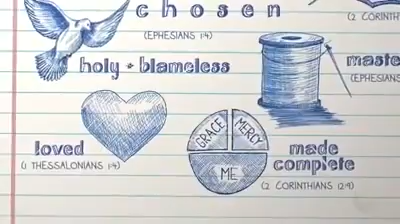 chosen
(EPHESIANS 1:4)
holy + blameless
(2 CORINTH
maste
(EPHESIANS
loved
(1 THESSALONIANS 1:4)
GRACE
MERCY
ME
made
complete
(2 CORINTHIANS 12:9)